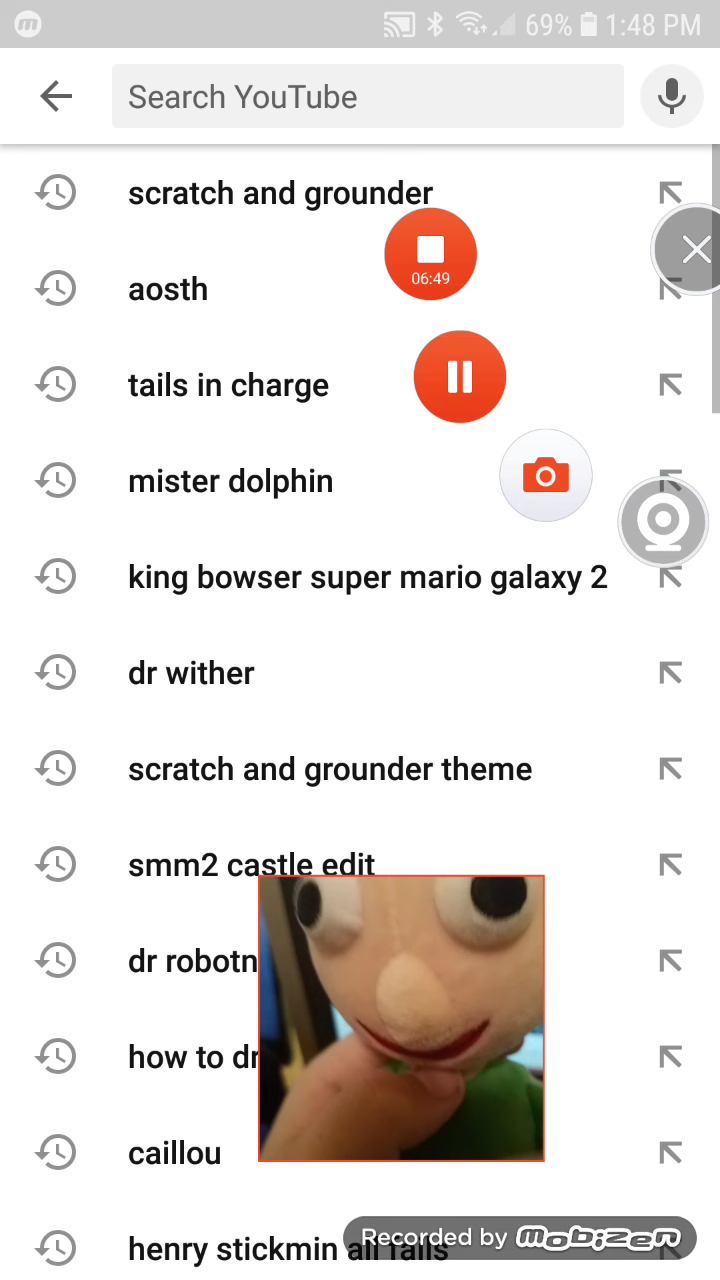 69% 1:48 PM
Search YouTube
scratch and grounder
06:49
aosth
tails in charge
mister dolphin
king bowser super mario galaxy 2
dr wither
scratch and grounder theme
smm2 castle edit
dr robotn
how to dr
caillou
henry stickmin all fails
Recorded by mobizen